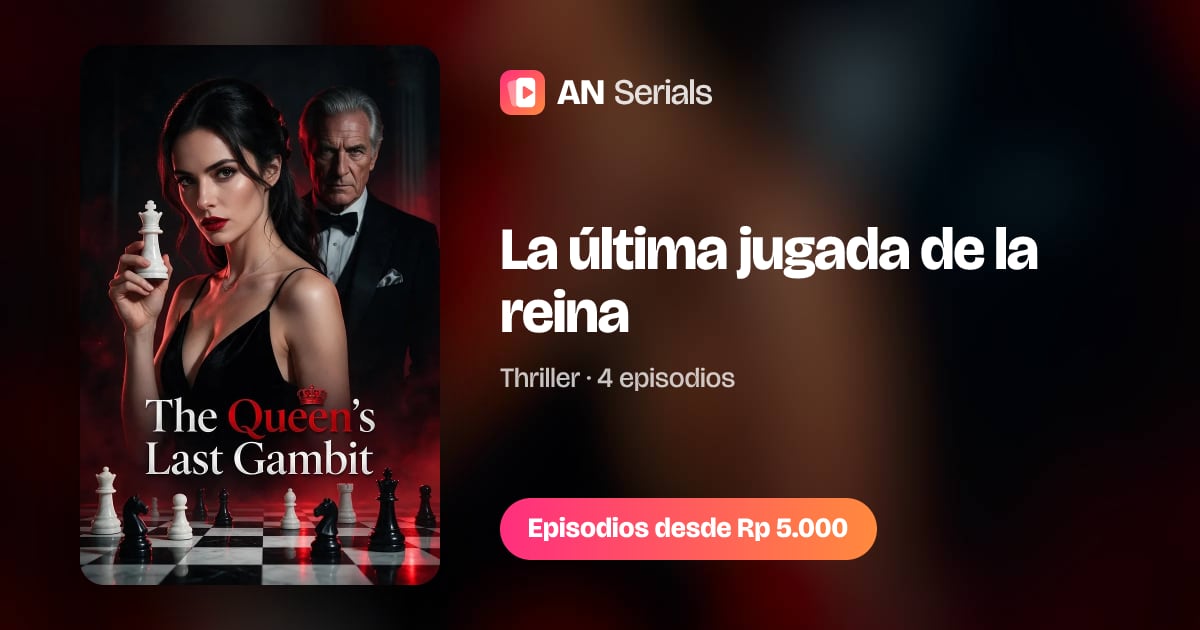 The Queen's
Last Gambit
AN Serials
La última jugada de la
reina
Thriller · 4 episodios
Episodios desde Rp 5.000